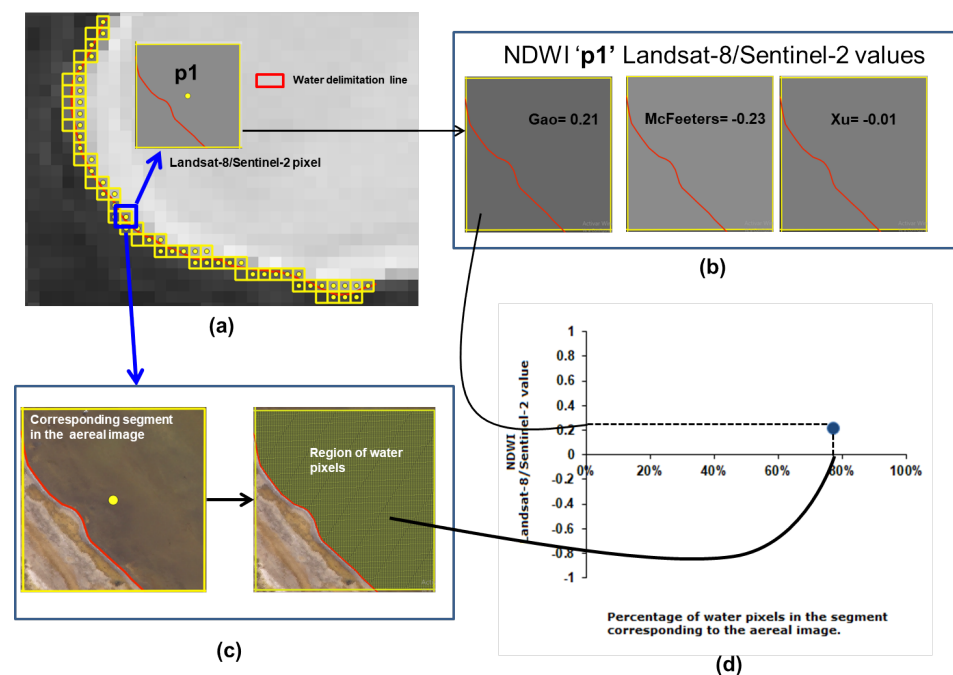 p1
Water delimitation line
Landsat-8/Sentinel-2 pixel
(a)
NDWI ‘p1’ Landsat-8/Sentinel-2 values
Gao= 0.21
McFeeters= -0.23
Xu= -0.01
(b)
Corresponding segment
in the aereal image
Region of water
pixels
(c)
NDWI
Landsat-8/Sentinel-2 value
1
0.8
0.6
0.4
0.2
0
-0.2
-0.4
-0.6
-0.8
-1
0% 20% 40% 60% 80% 100%
Percentage of water pixels in the segment
corresponding to the aereal image.
(d)